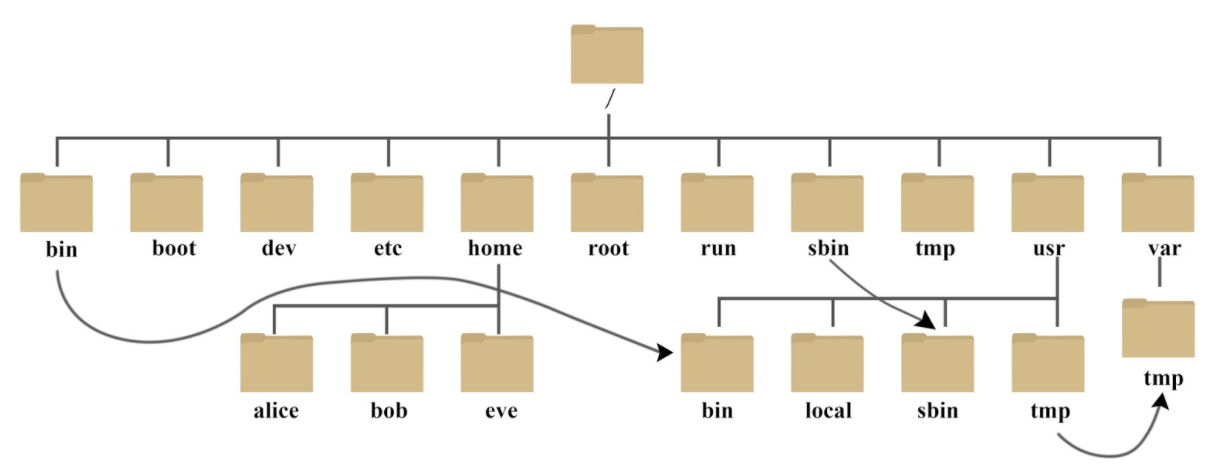 /
bin boot dev etc home root run sbin tmp usr var
tmp
alice bob eve bin local sbin tmp